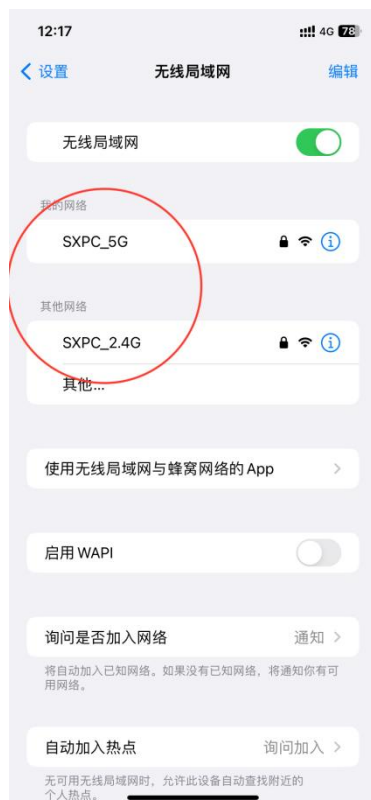 12:17 4G 78
设置 无线局域网 编辑
无线局域网
我的网络
SXPC_5G
其他网络
SXPC_2.4G
其他...
使用无线局域网与蜂窝网络的 App
启用 WAPI
询问是否加入网络 通知
将自动加入已知网络。如果没有已知网络，将通知你有可
用网络。
自动加入热点 询问加入
无可用无线局域网时，允许此设备自动查找附近的
个人热点。